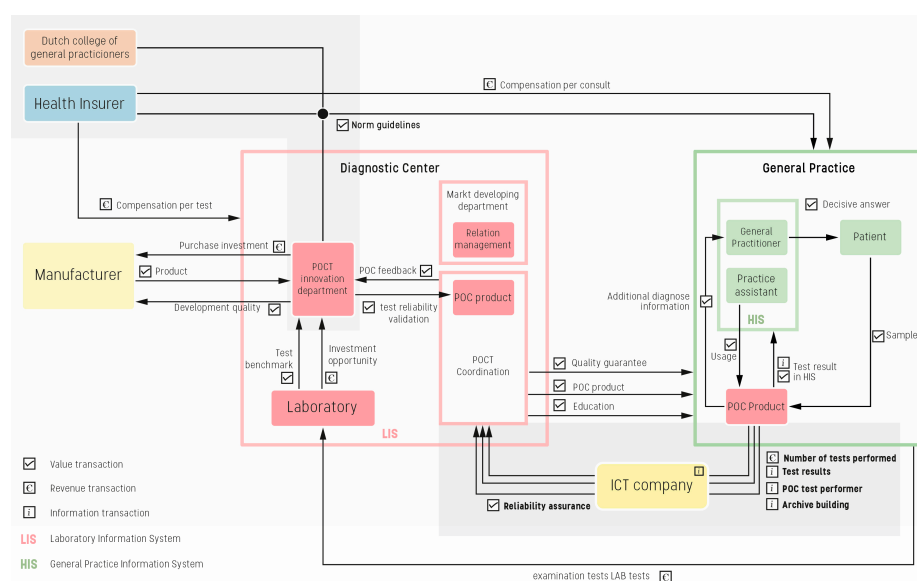 Dutch college of
general practicioners
Health Insurer
€ Compensation per consult
Norm guidelines
Diagnostic Center
General Practice
Markt developing
department
Relation
management
€ Compensation per test
Decisive answer
General
Practitioner
Patient
Purchase investment €
Manufacturer
Product
POCT
innovation
department
POC feedback
Practice
assistant
POC product
Development quality
test reliability
validation
Additional diagnose
information
HIS
Sample
Usage
Test
benchmark
Investment
opportunity
€
POCT
Coordination
Quality guarantee
i
Test result
in HIS
POC product
Education
Laboratory
POC Product
LIS
Value transaction
€ Revenue transaction
i Information transaction
LIS Laboratory Information System
HIS General Practice Information System
ICT company
i
Reliability assurance
€ Number of tests performed
i Test results
i POC test performer
i Archive building
examination tests LAB tests €